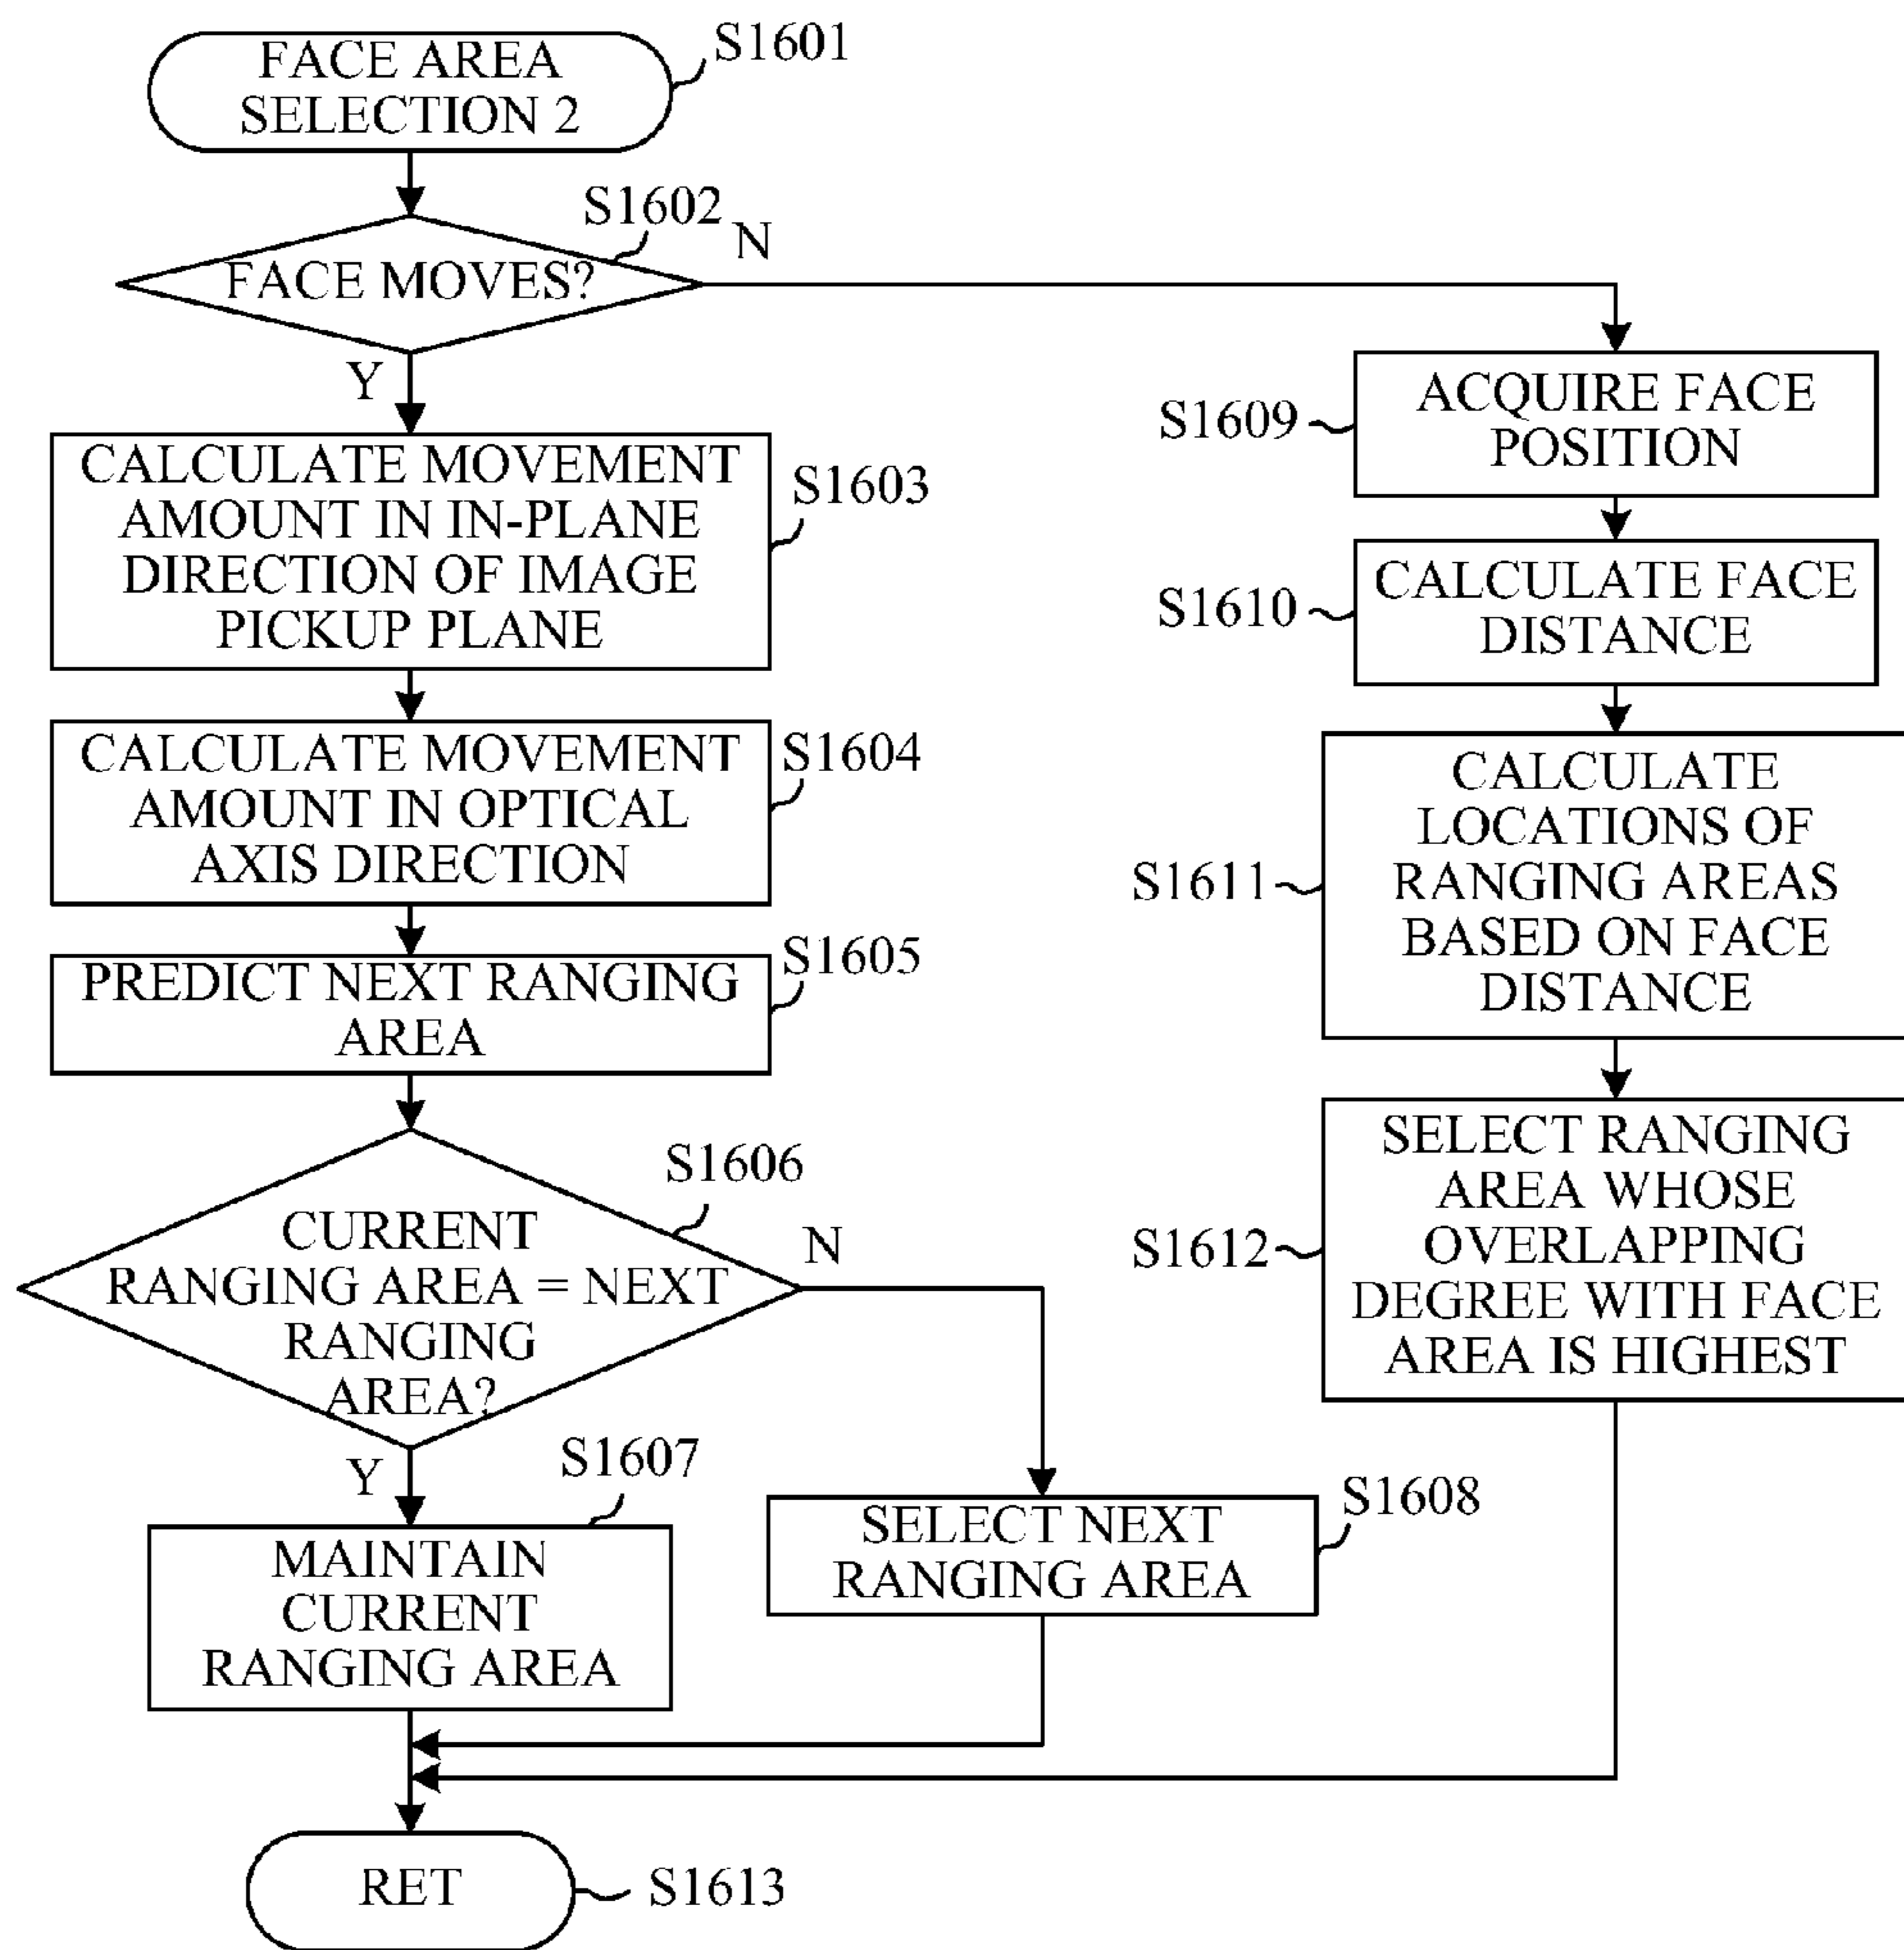 FACE AREA
SELECTION 2
S1601
FACE MOVES?
S1602
N
Y
CALCULATE MOVEMENT
AMOUNT IN IN-PLANE
DIRECTION OF IMAGE
PICKUP PLANE
S1603
CALCULATE MOVEMENT
AMOUNT IN OPTICAL
AXIS DIRECTION
S1604
PREDICT NEXT RANGING
AREA
S1605
CURRENT
RANGING AREA = NEXT
RANGING
AREA?
S1606
N
Y
MAINTAIN
CURRENT
RANGING AREA
S1607
SELECT NEXT
RANGING AREA
S1608
S1609
ACQUIRE FACE
POSITION
S1610
CALCULATE FACE
DISTANCE
S1611
CALCULATE
LOCATIONS OF
RANGING AREAS
BASED ON FACE
DISTANCE
S1612
SELECT RANGING
AREA WHOSE
OVERLAPPING
DEGREE WITH FACE
AREA IS HIGHEST
RET
S1613